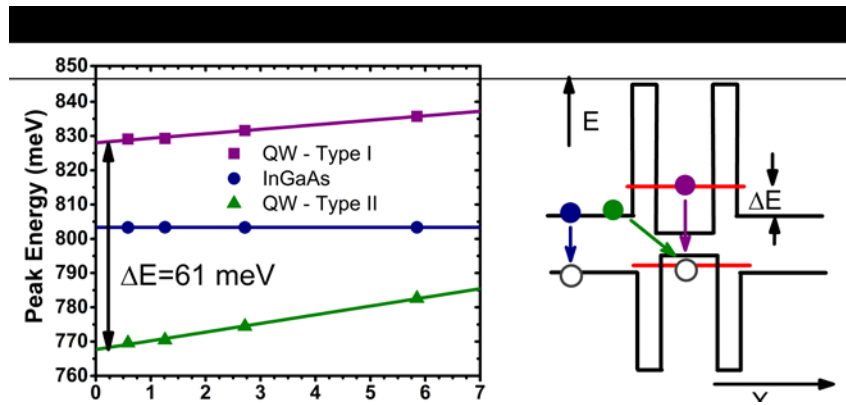 850
840
830
820
810
800
790
780
770
760
Peak Energy (meV)
QW - Type I
InGaAs
QW - Type II
ΔE=61 meV
0 1 2 3 4 5 6 7
E
ΔE